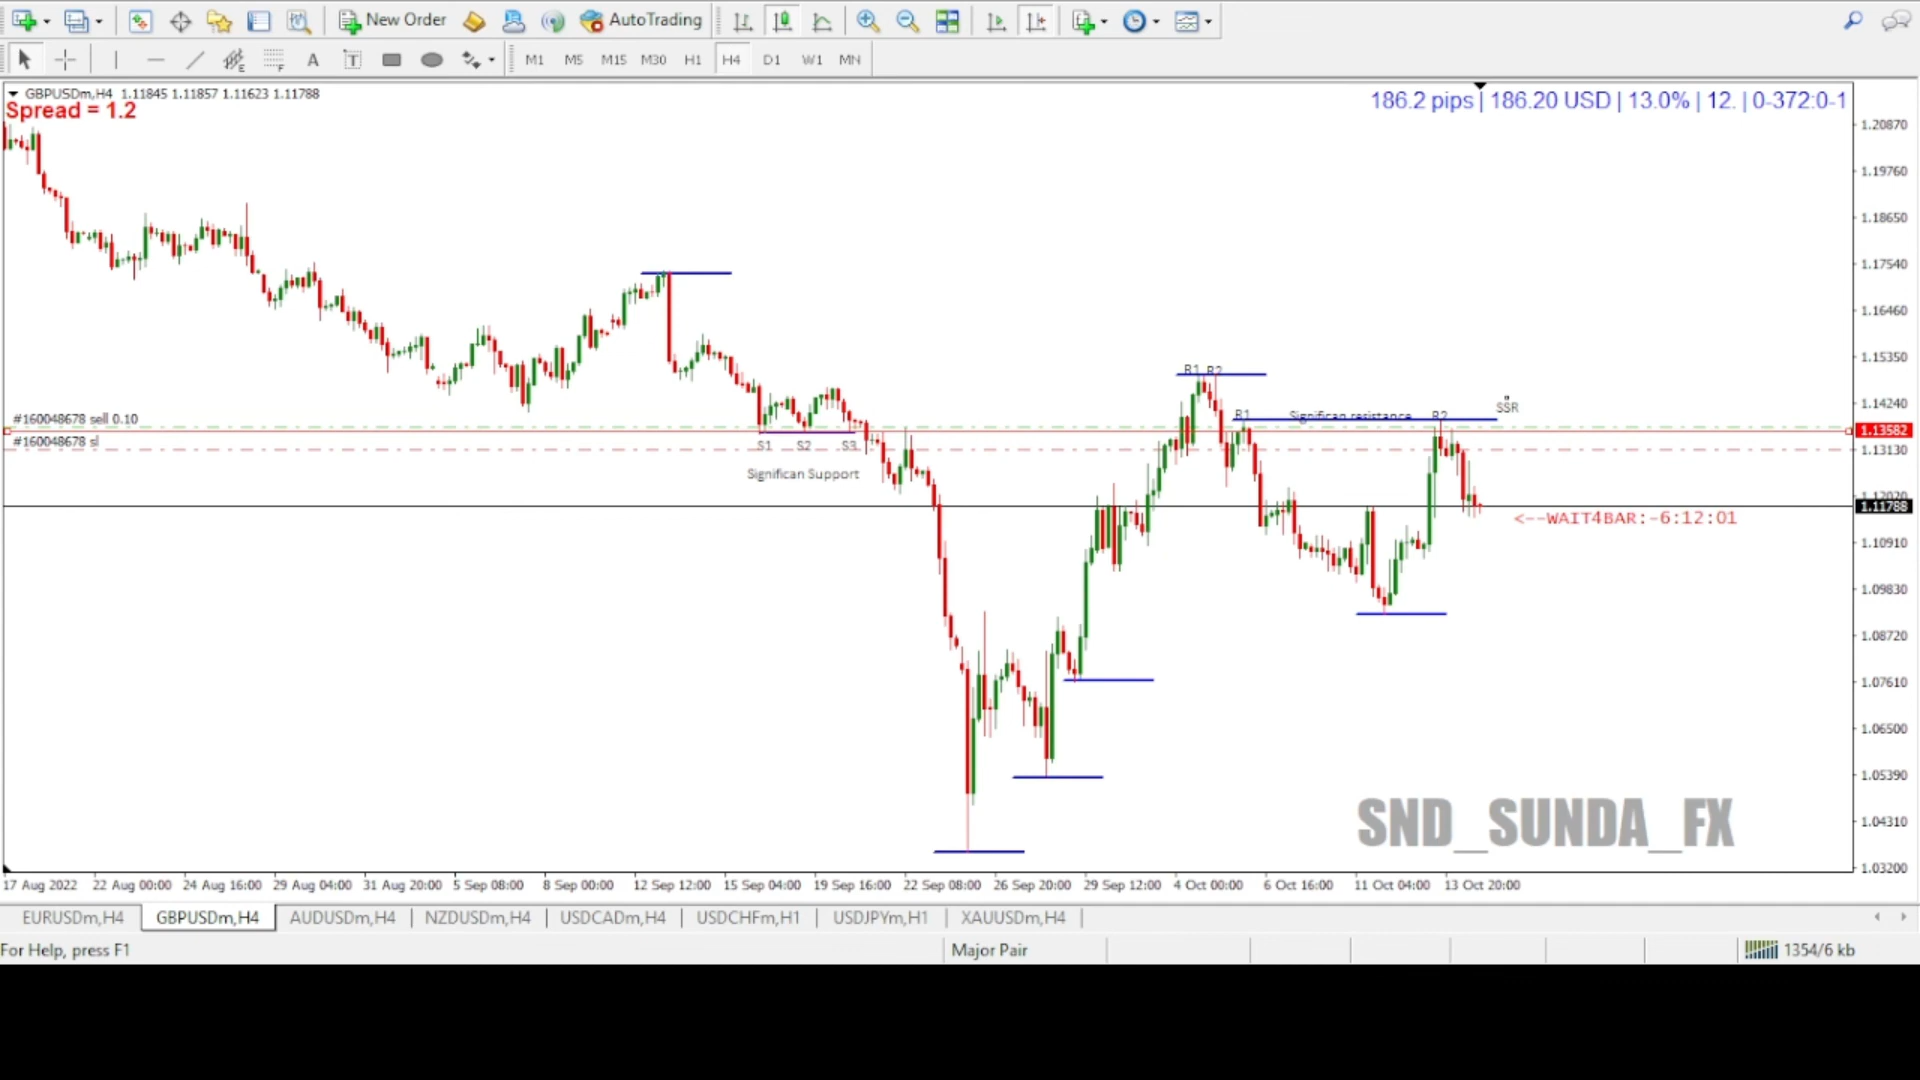 New Order
AutoTrading
E
F
A
T
M1 M5 M15 M30 H1 H4 D1 W1 MN
GBPUSDm,H4 1.11845 1.11857 1.11623 1.11788
Spread = 1.2
186.2 pips | 186.20 USD | 13.0% | 12. | 0-372:0-1
1.20870
1.19760
1.18650
1.17540
1.16460
1.15350
1.14240
1.13582
1.13130
1.11788
1.10910
1.09830
1.08720
1.07610
1.06500
1.05390
1.04310
1.03200
R1 R2
R1 Significan resistance R2
SSR
#160048678 sell 0.10
#160048678 sl
S1 S2 S3
Significan Support
<--WAIT4BAR:-6:12:01
SND_SUNDA_FX
17 Aug 2022 22 Aug 00:00 24 Aug 16:00 29 Aug 04:00 31 Aug 20:00 5 Sep 08:00 8 Sep 00:00 12 Sep 12:00 15 Sep 04:00 19 Sep 16:00 22 Sep 08:00 26 Sep 20:00 29 Sep 12:00 4 Oct 00:00 6 Oct 16:00 11 Oct 04:00 13 Oct 20:00
EURUSDm,H4 GBPUSDm,H4 AUDUSDm,H4 NZDUSDm,H4 USDCADm,H4 USDCHFm,H1 USDJPYm,H1 XAUUSDm,H4
For Help, press F1
Major Pair
1354/6 kb